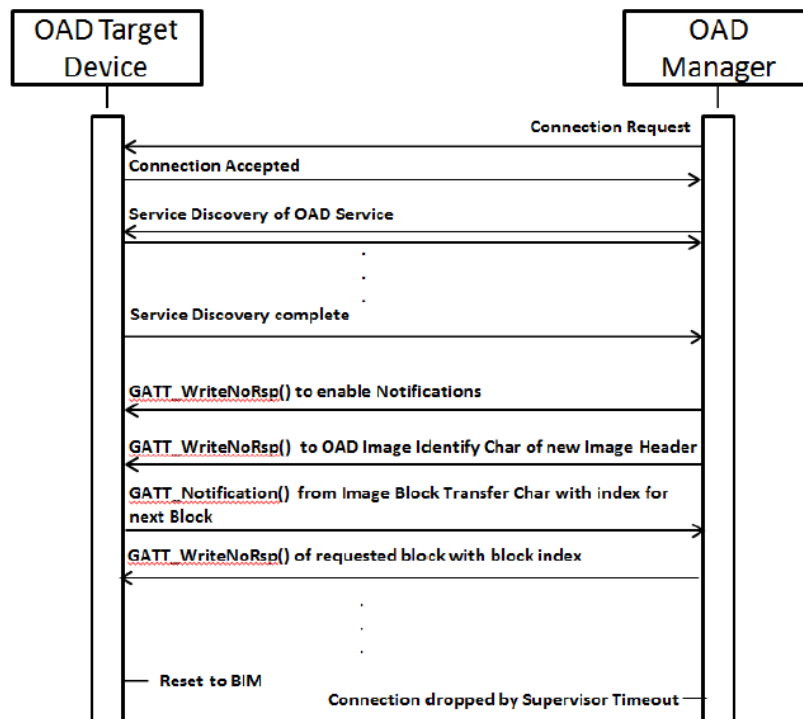 OAD Target
Device
OAD
Manager
Connection Request
Connection Accepted
Service Discovery of OAD Service
.
.
.
Service Discovery complete
GATT_WriteNoRsp() to enable Notifications
GATT_WriteNoRsp() to OAD Image Identify Char of new Image Header
GATT_Notification() from Image Block Transfer Char with index for
next Block
GATT_WriteNoRsp() of requested block with block index
.
.
.
Reset to BIM
Connection dropped by Supervisor Timeout